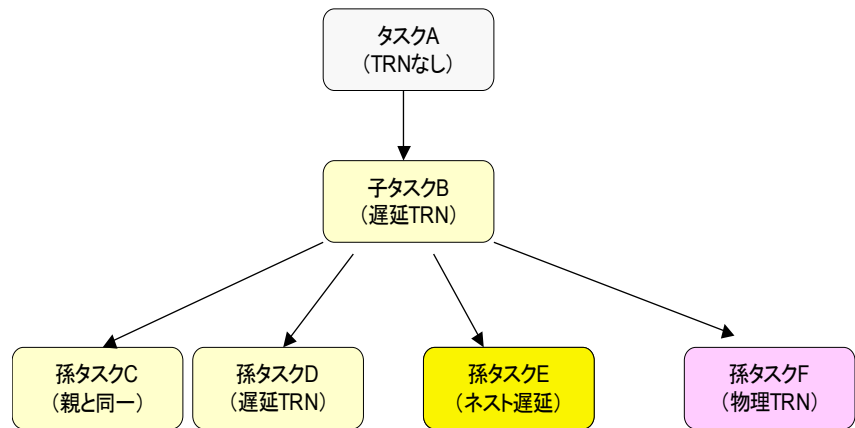 タスクA
（TRNなし）
子タスクB
（遅延TRN）
孫タスクC
（親と同一）
孫タスクD
（遅延TRN）
孫タスクE
（ネスト遅延）
孫タスクF
（物理TRN）